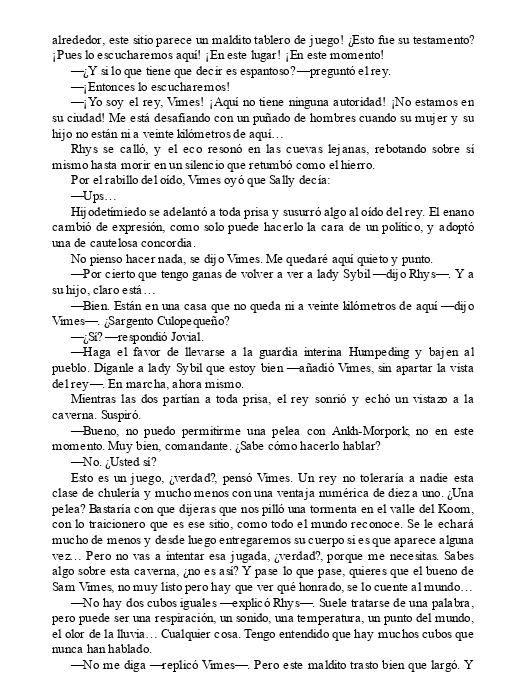 alrededor, este sitio parece un maldito tablero de juego! ¿Esto fue su testamento?
¡Pues lo escucharemos aquí! ¡En este lugar! ¡En este momento!
—¿Y si lo que tiene que decir es espantoso? —preguntó el rey.
—¡Entonces lo escucharemos!
—¡Yo soy el rey, Vimes! ¡Aquí no tiene ninguna autoridad! ¡No estamos en
su ciudad! Me está desafiando con un puñado de hombres cuando su mujer y su
hijo no están ni a veinte kilómetros de aquí…
Rhys se calló, y el eco resonó en las cuevas lejanas, rebotando sobre sí
mismo hasta morir en un silencio que retumbó como el hierro.
Por el rabillo del oído, Vimes oyó que Sally decía:
—Ups…
Hijodetímiedo se adelantó a toda prisa y susurró algo al oído del rey. El enano
cambió de expresión, como solo puede hacerlo la cara de un político, y adoptó
una de cautelosa concordia.
No pienso hacer nada, se dijo Vimes. Me quedaré aquí quieto y punto.
—Por cierto que tengo ganas de volver a ver a lady Sybil —dijo Rhys—. Y a
su hijo, claro está…
—Bien. Están en una casa que no queda ni a veinte kilómetros de aquí —dijo
Vimes—. ¿Sargento Culopequeño?
—¿Sí? —respondió Jovial.
—Haga el favor de llevarse a la guardia interina Humpeding y bajen al
pueblo. Díganle a lady Sybil que estoy bien —añadió Vimes, sin apartar la vista
del rey—. En marcha, ahora mismo.
Mientras las dos partían a toda prisa, el rey sonrió y echó un vistazo a la
caverna. Suspiró.
—Bueno, no puedo permitirme una pelea con Ankh-Morpork, no en este
momento. Muy bien, comandante. ¿Sabe cómo hacerlo hablar?
—No. ¿Usted sí?
Esto es un juego, ¿verdad?, pensó Vimes. Un rey no toleraría a nadie esta
clase de chulería y mucho menos con una ventaja numérica de diez a uno. ¿Una
pelea? Bastaría con que dijeras que nos pilló una tormenta en el valle del Koom,
con lo traicionero que es ese sitio, como todo el mundo reconoce. Se le echará
mucho de menos y desde luego entregaremos su cuerpo si es que aparece alguna
vez… Pero no vas a intentar esa jugada, ¿verdad?, porque me necesitas. Sabes
algo sobre esta caverna, ¿no es así? Y pase lo que pase, quieres que el bueno de
Sam Vimes, no muy listo pero hay que ver qué honrado, se lo cuente al mundo…
—No hay dos cubos iguales —explicó Rhys—. Suele tratarse de una palabra,
pero puede ser una respiración, un sonido, una temperatura, un punto del mundo,
el olor de la lluvia… Cualquier cosa. Tengo entendido que hay muchos cubos que
nunca han hablado.
—No me diga —replicó Vimes—. Pero este maldito trasto bien que largó. Y